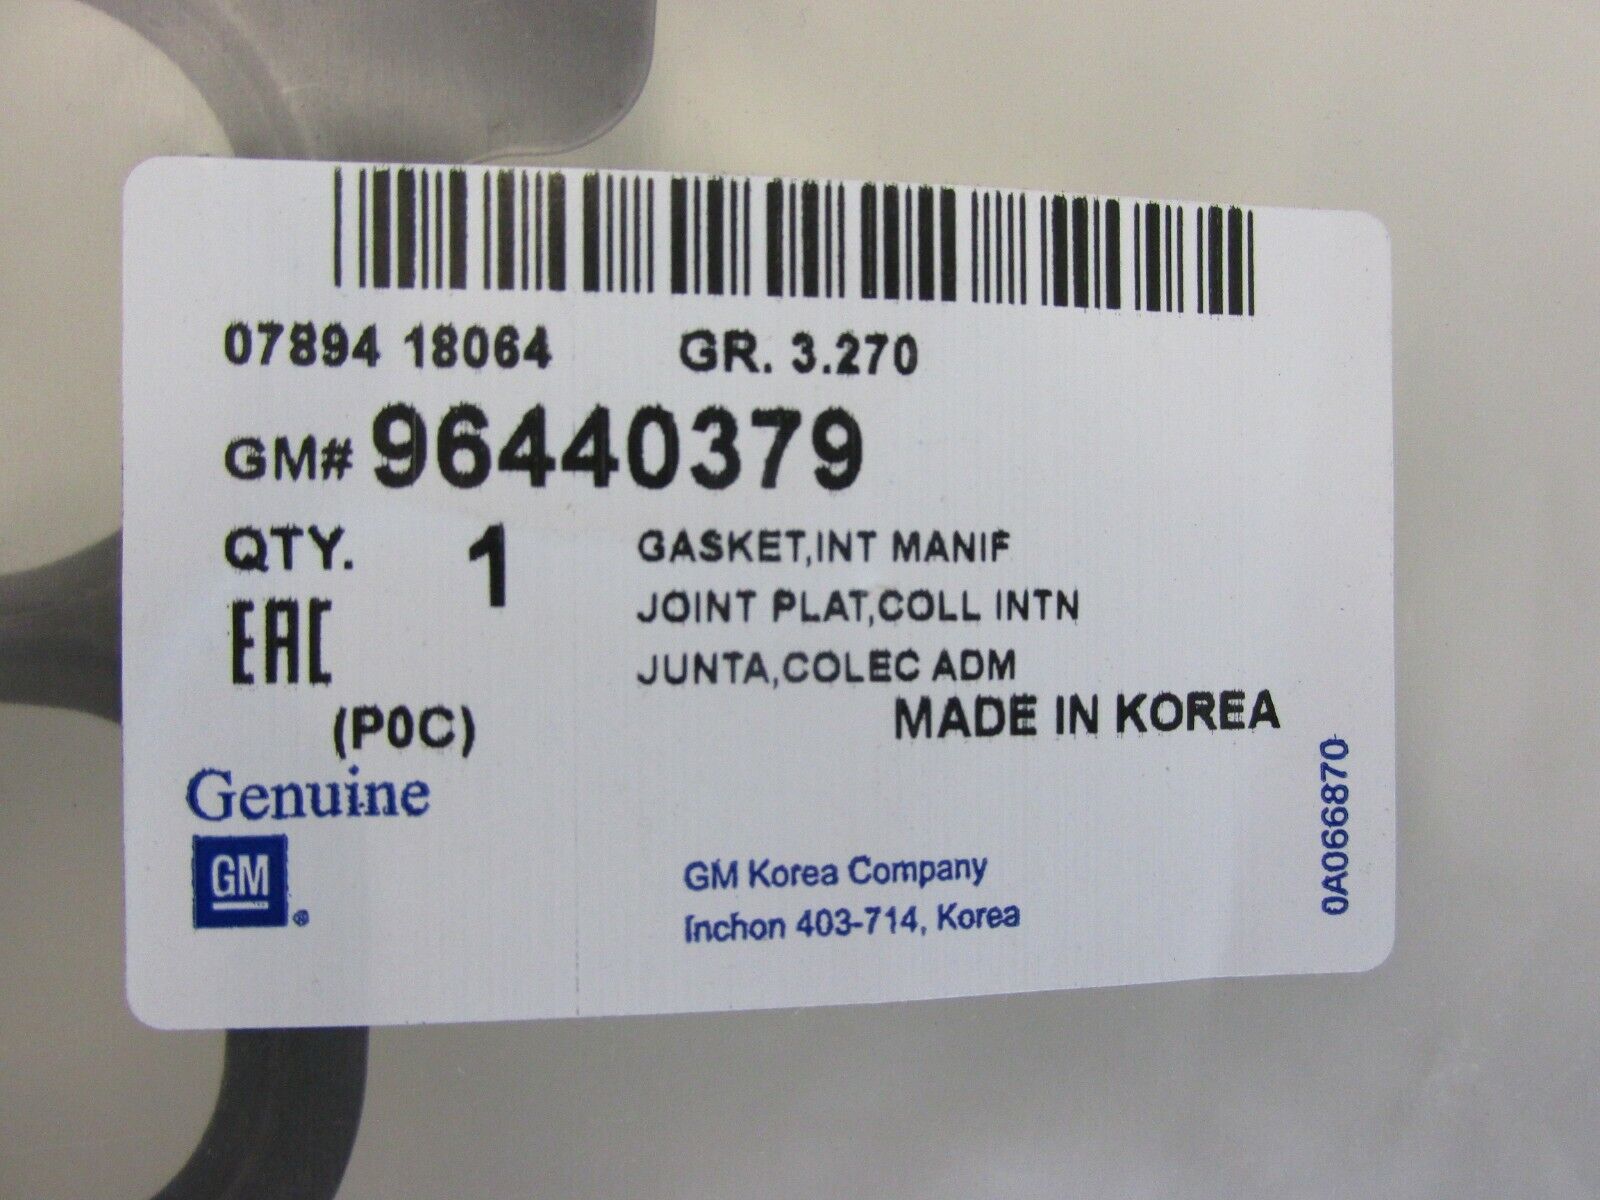 07894 18064 GR. 3.270
GM# 96440379
QTY. 1 GASKET,INT MANIF
JOINT PLAT,COLL INTN
EAC
JUNTA,COLEC ADM
(P0C) MADE IN KOREA
Genuine
GM®
GM Korea Company
Inchon 403-714, Korea
0A066870